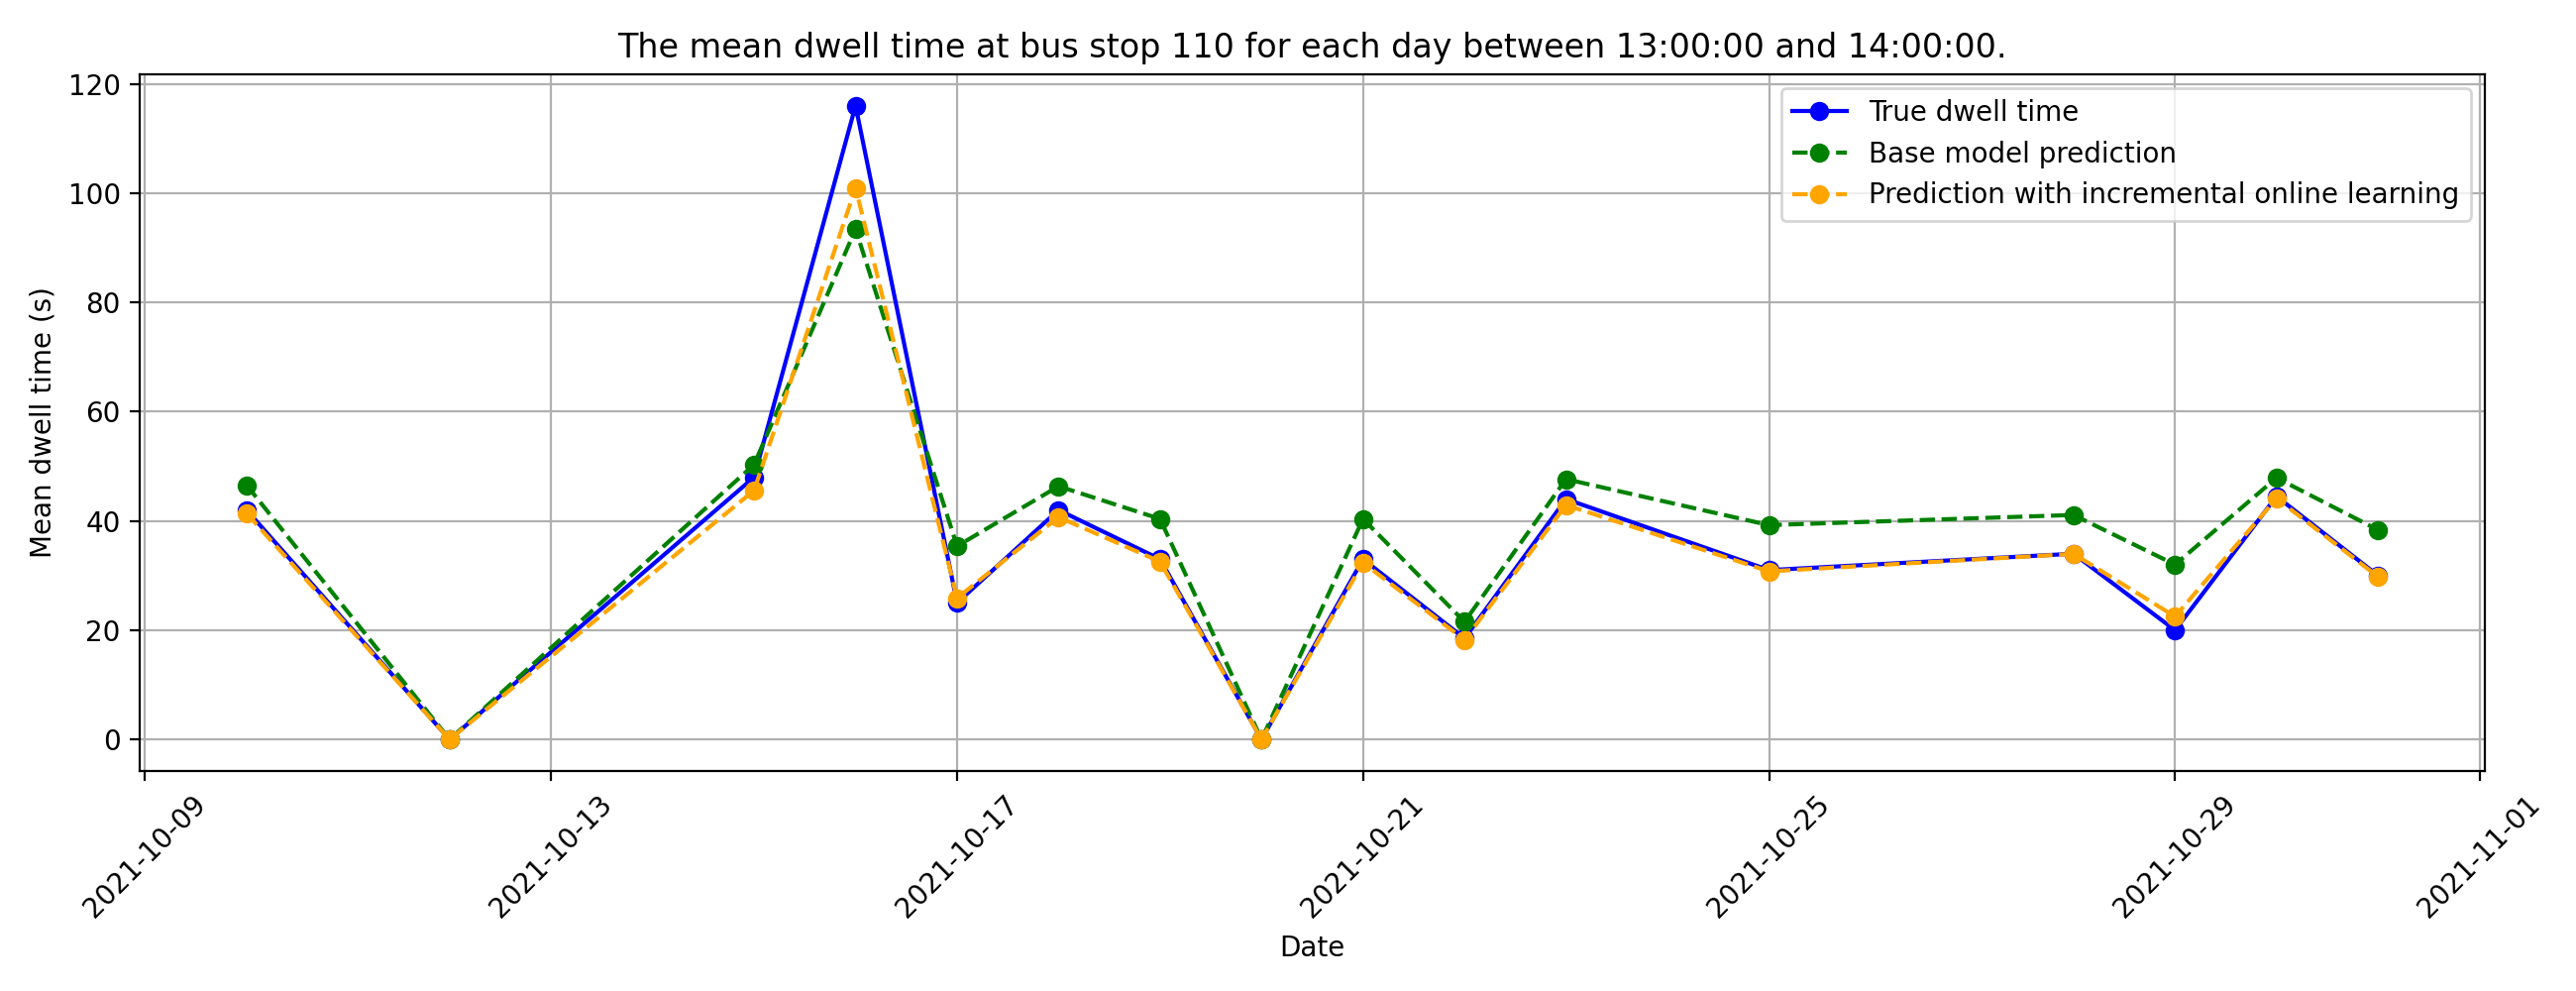 The mean dwell time at bus stop 110 for each day between 13:00:00 and 14:00:00.
True dwell time
Base model prediction
Prediction with incremental online learning
Mean dwell time (s)
120
100
80
60
40
20
0
2021-10-09
2021-10-13
2021-10-17
2021-10-21
2021-10-25
2021-10-29
2021-11-01
Date